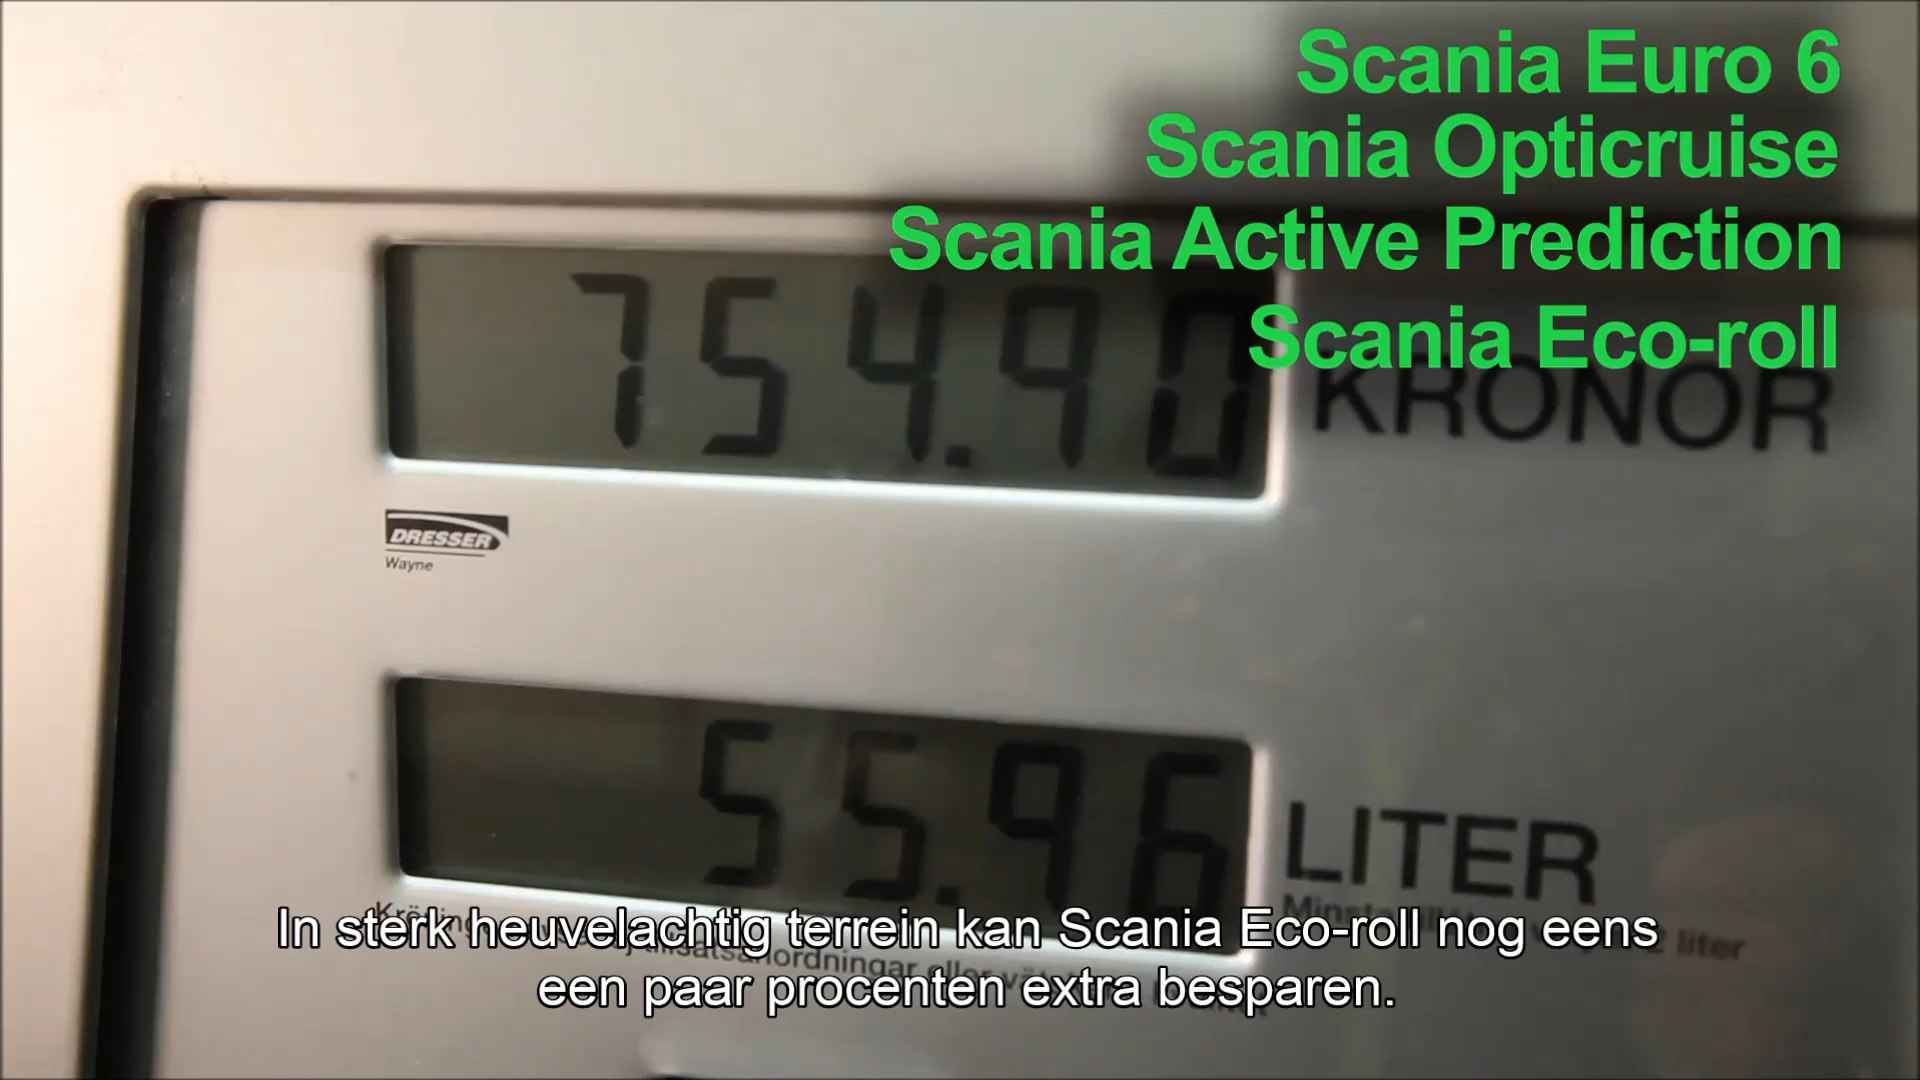 Scania Euro 6
Scania Opticruise
Scania Active Prediction
Scania Eco-roll
754.90 KRONOR
DRESSER
Wayne
55.96 LITER
liter
In sterk heuvelachtig terrein kan Scania Eco-roll nog eens
een paar procenten extra besparen.